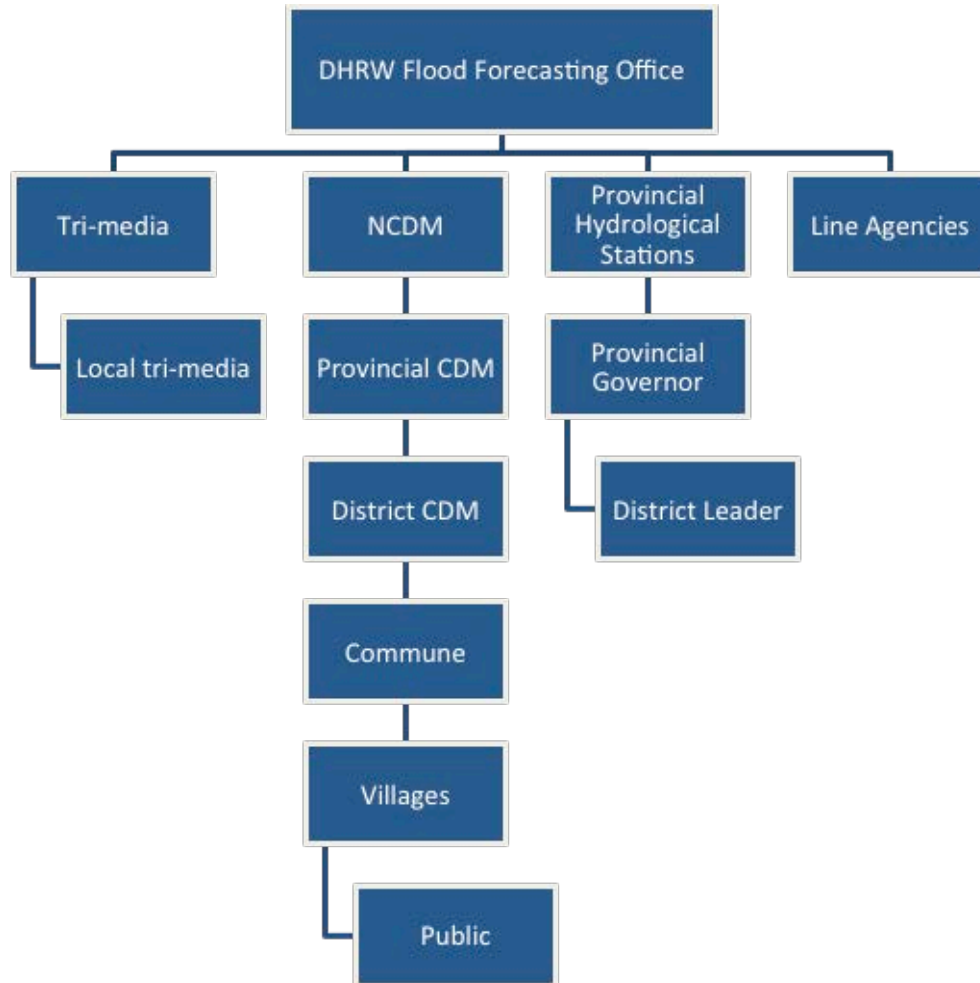 DHRW Flood Forecasting Office
Tri-media
NCDM
Provincial
Hydrological
Stations
Line Agencies
Local tri-media
Provincial CDM
Provincial
Governor
District CDM
District Leader
Commune
Villages
Public